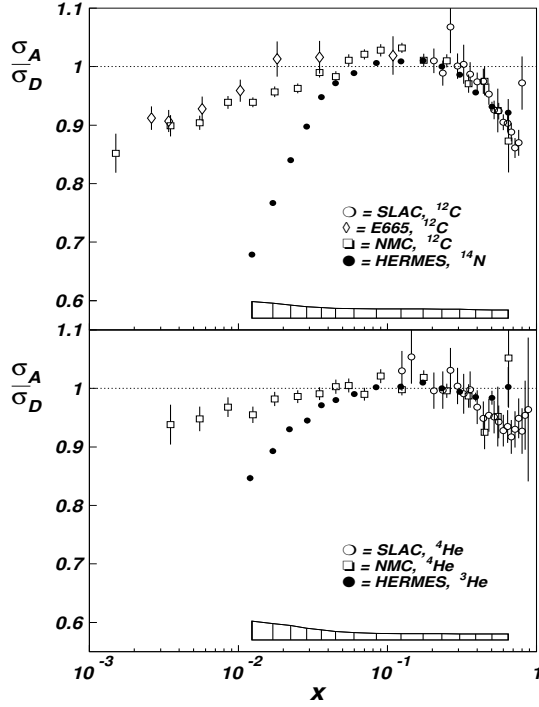 1.1
σA
σD
1
0.9
0.8
○ = SLAC, ¹²C
◇ = E665, ¹²C
□ = NMC, ¹²C
● = HERMES, ¹⁴N
0.7
0.6
1.1
σA
σD
1
0.9
0.8
0.7
○ = SLAC, ⁴He
□ = NMC, ⁴He
● = HERMES, ³He
0.6
10⁻³ 10⁻² 10⁻¹ 1
x